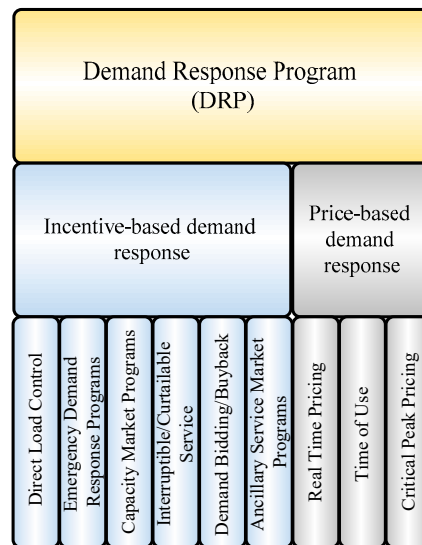 Demand Response Program
(DRP)
Incentive-based demand
response
Price-based
demand
response
Direct Load Control
Emergency Demand
Response Programs
Capacity Market Programs
Interruptible/Curtailable
Service
Demand Bidding/Buyback
Ancillary Service Market
Programs
Real Time Pricing
Time of Use
Critical Peak Pricing